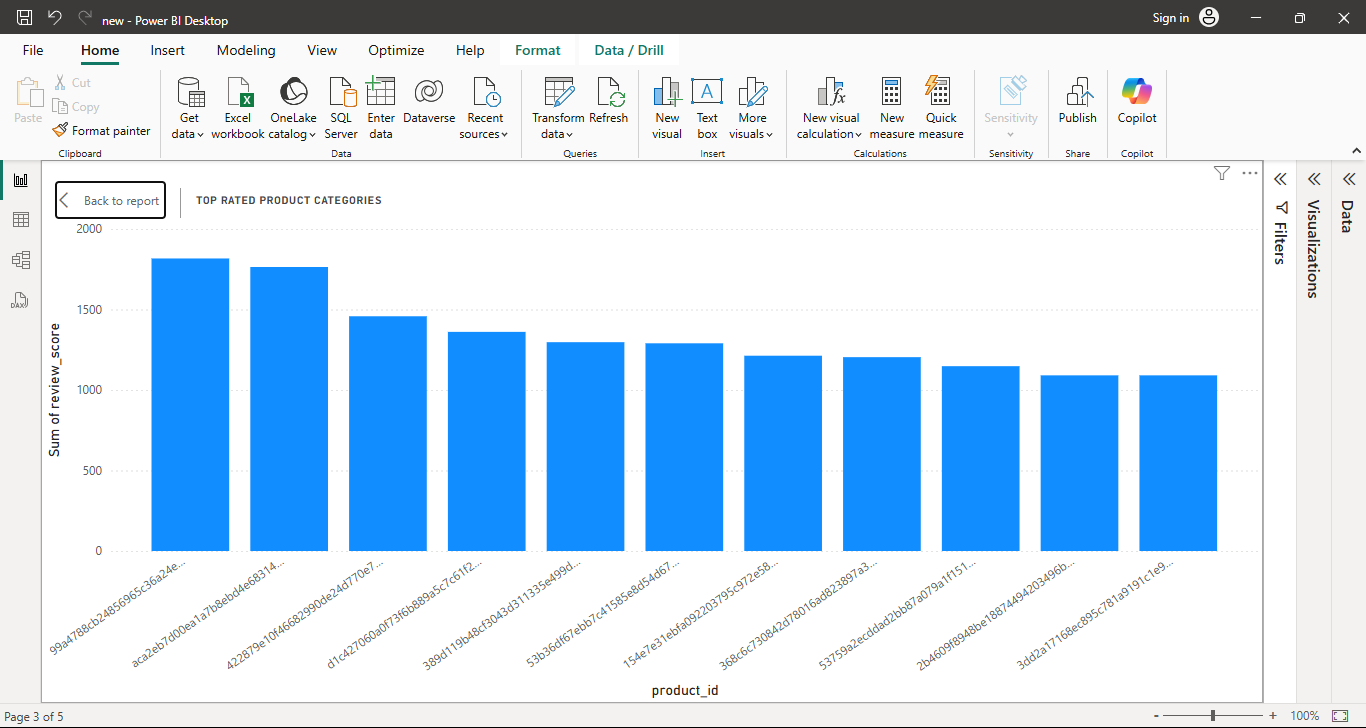 new - Power BI Desktop
Sign in
File Home Insert Modeling View Optimize Help Format Data / Drill
Paste
Cut
Copy
Format painter
Clipboard
Get data
Excel workbook
OneLake catalog
SQL Server
Enter data
Dataverse
Recent sources
Data
Transform data
Refresh
Queries
New visual
Text box
More visuals
Insert
New visual calculation
New measure
Quick measure
Calculations
Sensitivity
Sensitivity
Publish
Share
Copilot
Copilot
Back to report
TOP RATED PRODUCT CATEGORIES
Filters
Visualizations
Data
DAX
Sum of review_score
2000
1500
1000
500
0
99a4788cb24856965c36a24e...
aca2eb7d00ea1a7b8ebd4e68314...
422879e10f46682990de24d770e7...
d1c427060a0f73f6b889a5c7c61f2...
389d119b48cf3043d311335e499d...
53b36df67ebb7c41585e8d54d67...
154e7e31ebfa092203795c972e58...
368c6c730842d78016ad823897a3...
53759a2ecddad2bb87a079a1f151...
2b4609f8948be18874494203496b...
3dd2a17168ec895c781a9191c1e9...
product_id
Page 3 of 5
- + 100%